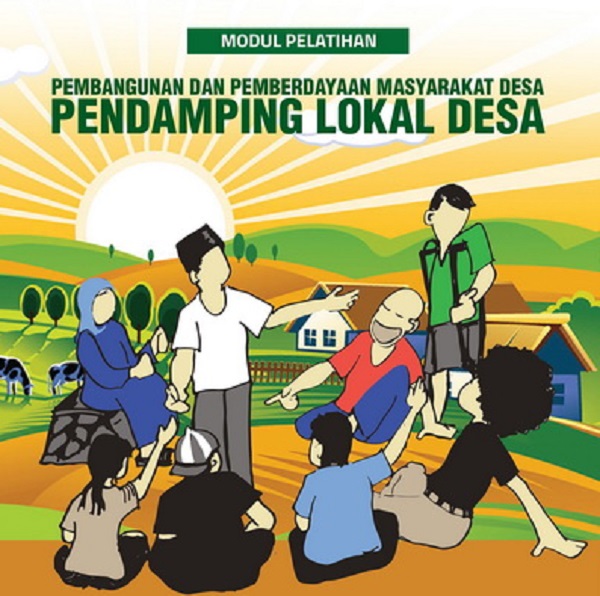 MODUL PELATIHAN
PEMBANGUNAN DAN PEMBERDAYAAN MASYARAKAT DESA
PENDAMPING LOKAL DESA